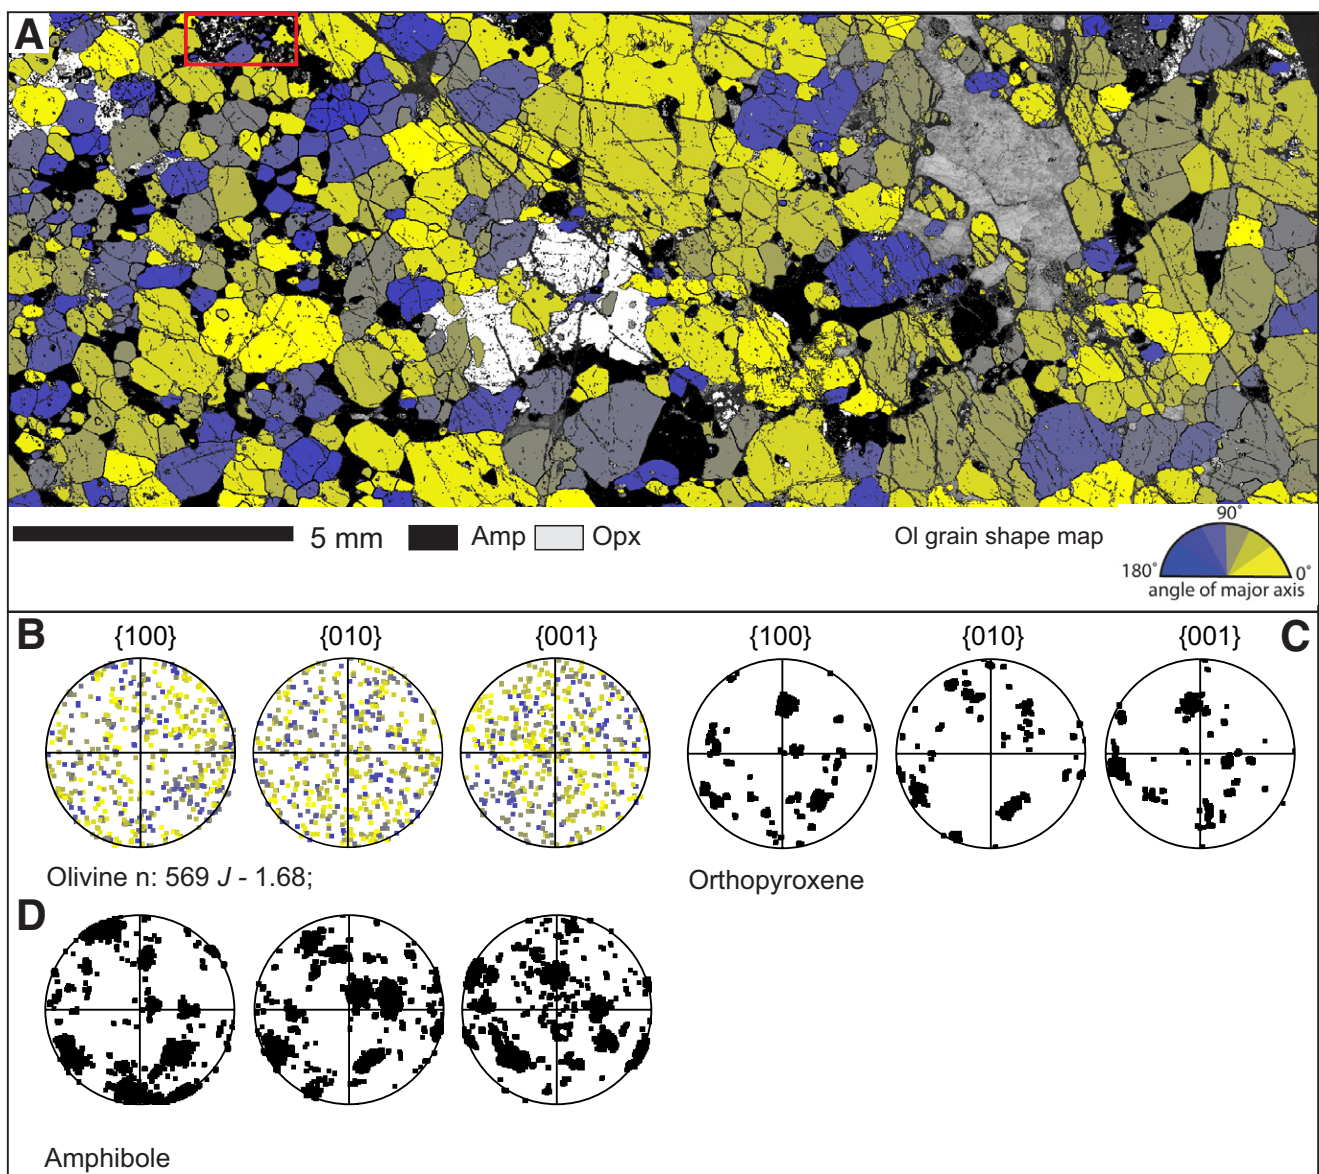 A
5 mm
Amp
Opx
Ol grain shape map
90°
180°
0°
angle of major axis
B
{100}
{010}
{001}
{100}
{010}
{001}
C
Olivine n: 569 J - 1.68;
Orthopyroxene
D
Amphibole